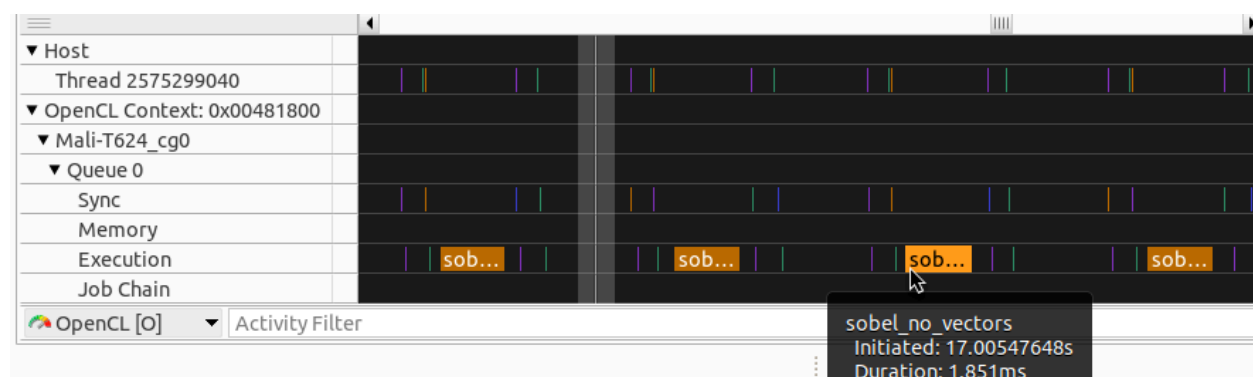 ▼ Host
Thread 2575299040
▼ OpenCL Context: 0x00481800
▼ Mali-T624_cg0
▼ Queue 0
Sync
Memory
Execution sob... sob... sob... sob...
Job Chain
OpenCL [O] ▼ Activity Filter
sobel_no_vectors
Initiated: 17.00547648s
Duration: 1.851ms